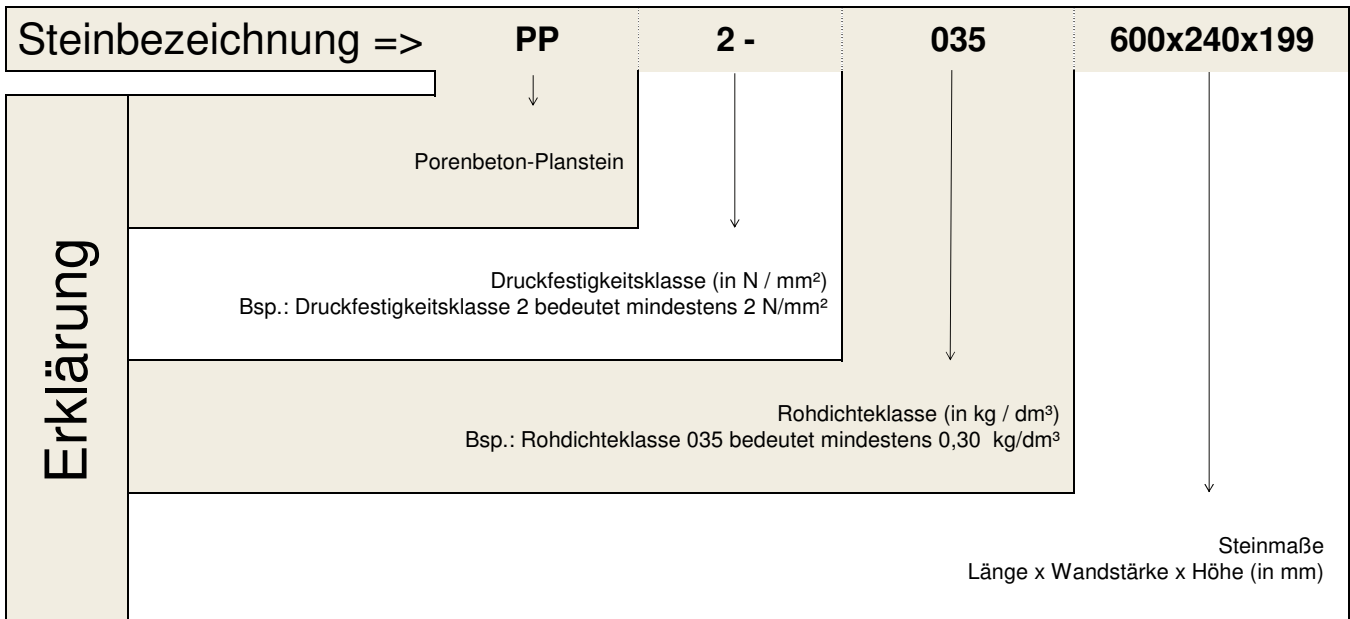 Steinbezeichnung => PP 2 - 035 600x240x199
Erklärung
Porenbeton-Planstein
Druckfestigkeitsklasse (in N / mm²)
Bsp.: Druckfestigkeitsklasse 2 bedeutet mindestens 2 N/mm²
Rohdichteklasse (in kg / dm³)
Bsp.: Rohdichteklasse 035 bedeutet mindestens 0,30 kg/dm³
Steinmaße
Länge x Wandstärke x Höhe (in mm)